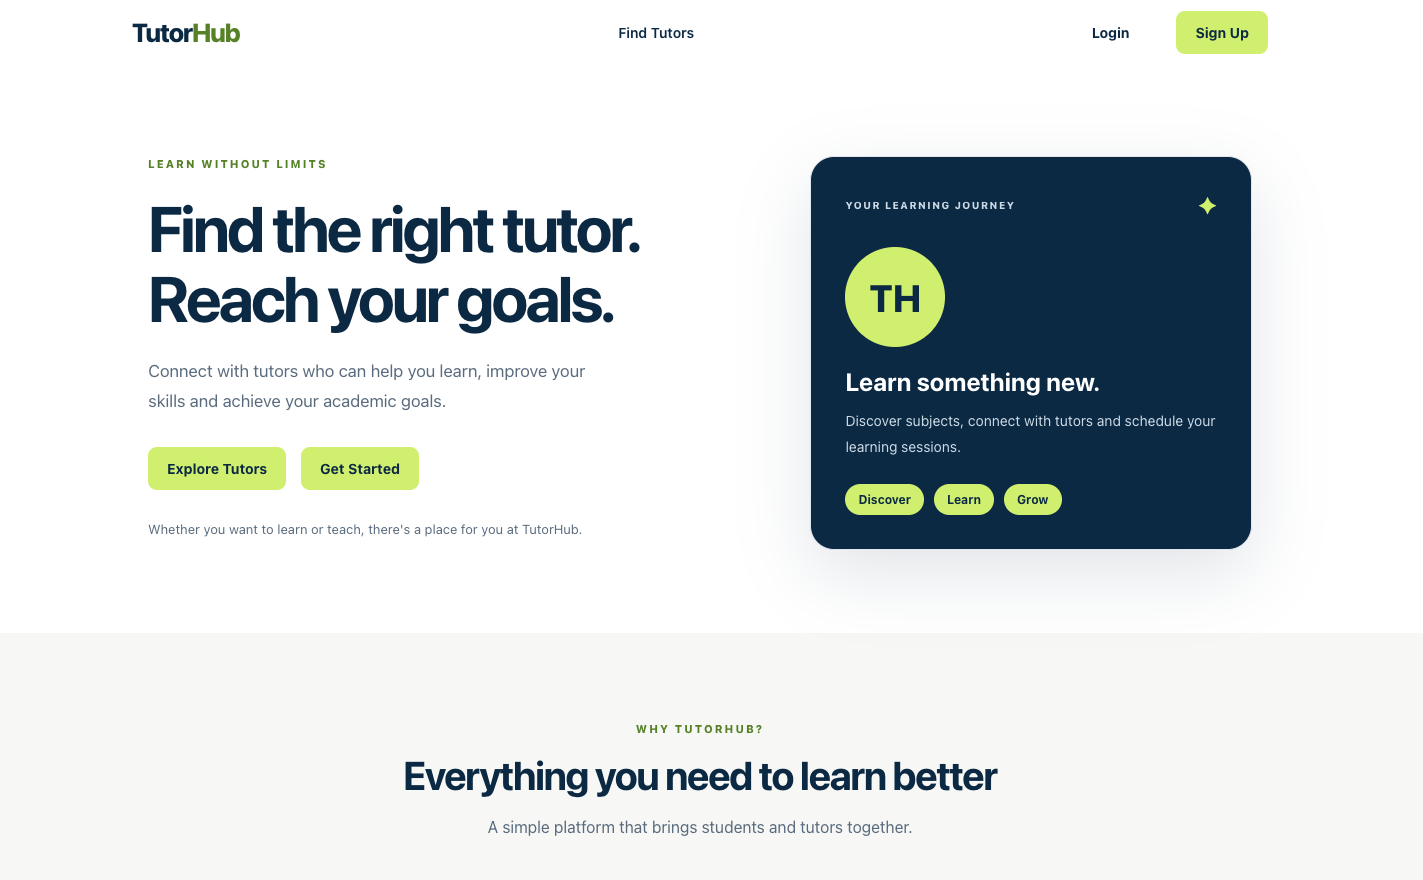 TutorHub
Find Tutors
Login
Sign Up
LEARN WITHOUT LIMITS
Find the right tutor.
Reach your goals.
Connect with tutors who can help you learn, improve your
skills and achieve your academic goals.
Explore Tutors
Get Started
Whether you want to learn or teach, there's a place for you at TutorHub.
YOUR LEARNING JOURNEY
TH
Learn something new.
Discover subjects, connect with tutors and schedule your
learning sessions.
Discover
Learn
Grow
WHY TUTORHUB?
Everything you need to learn better
A simple platform that brings students and tutors together.